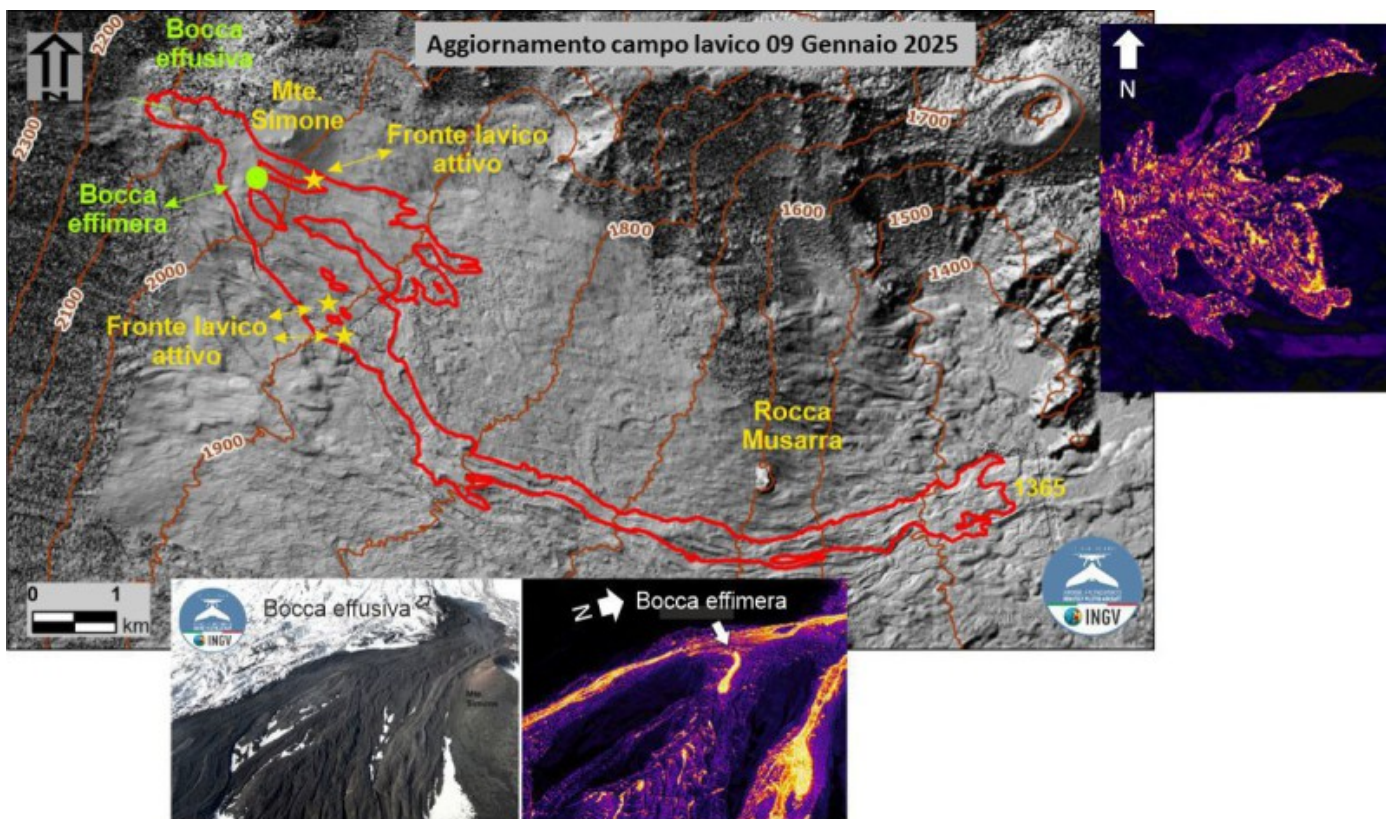 Aggiornamento campo lavico 09 Gennaio 2025
N
2200
2300
Bocca
effusiva
Mte.
Simone
Fronte lavico
attivo
1700
Bocca
effimera
1600
1500
1800
1400
2000
2100
Fronte lavico
attivo
Rocca
Musarra
1900
1365
0 1
km
INGV
N
INGV
Bocca effusiva
Mte.
Simone
N
Bocca effimera